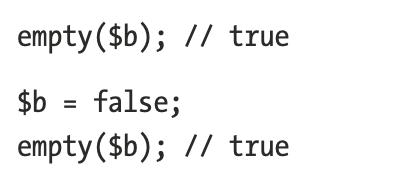 empty($b); // true
$b = false;
empty($b); // true